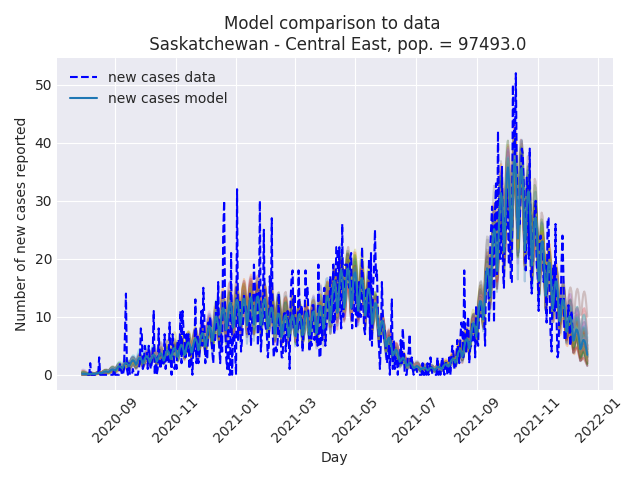 Model comparison to data
Saskatchewan - Central East, pop. = 97493.0
new cases data
new cases model
Number of new cases reported
50
40
30
20
10
0
2020-09
2020-11
2021-01
2021-03
2021-05
2021-07
2021-09
2021-11
2022-01
Day